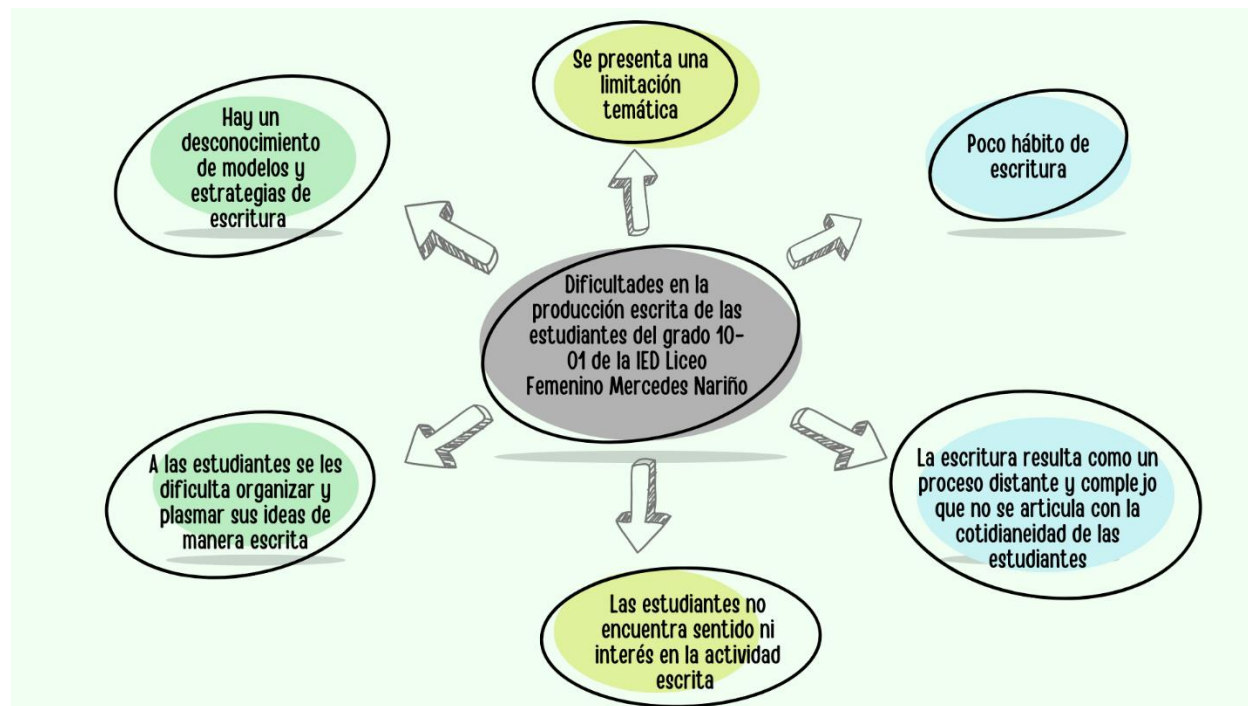 Se presenta una
limitación
temática
Hay un
desconocimiento
de modelos y
estrategias de
escritura
Poco hábito de
escritura
Dificultades en la
producción escrita de las
estudiantes del grado 10-
01 de la IED Liceo
Femenino Mercedes Nariño
A las estudiantes se les
dificulta organizar y
plasmar sus ideas de
manera escrita
La escritura resulta como un
proceso distante y complejo
que no se articula con la
cotidianeidad de las
estudiantes
Las estudiantes no
encuentra sentido ni
interés en la actividad
escrita